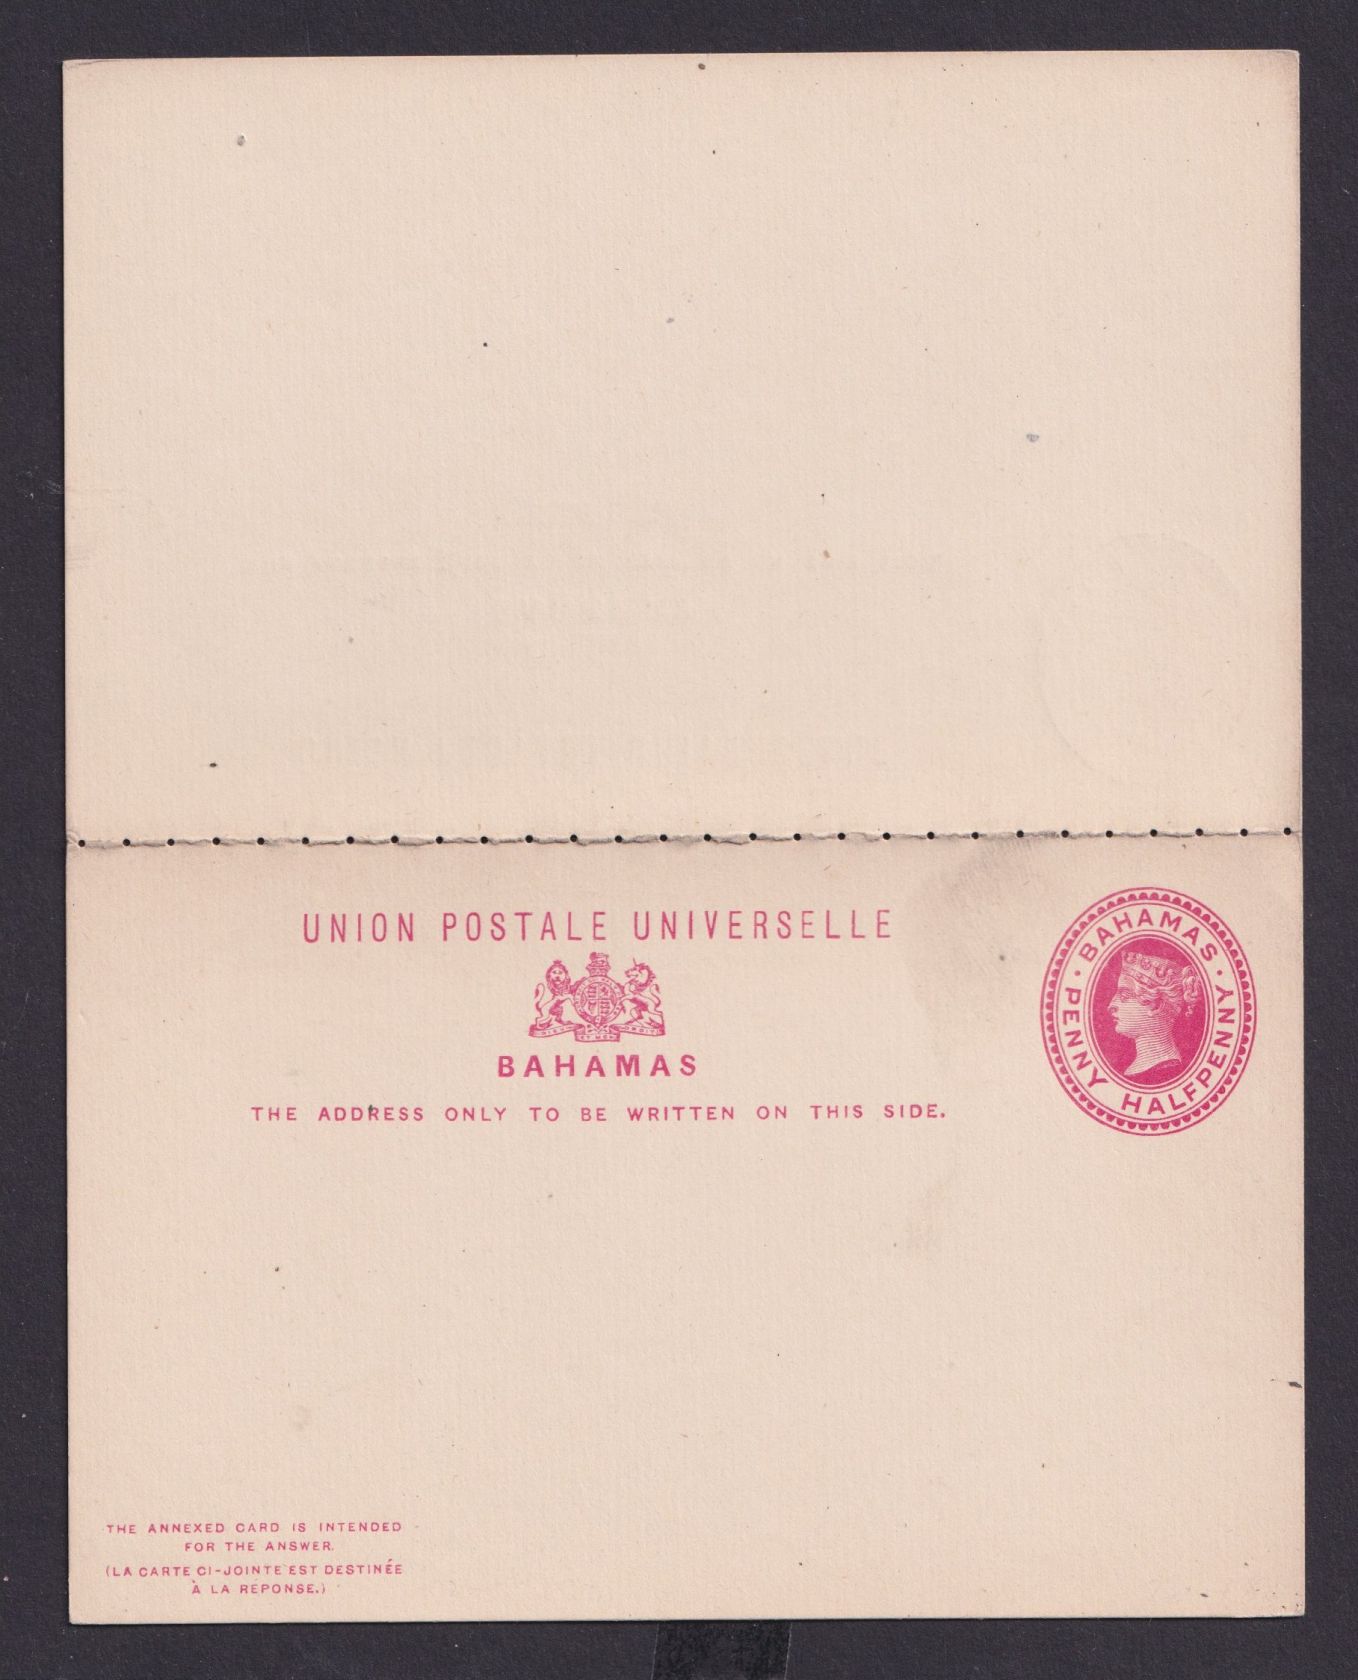 UNION POSTALE UNIVERSELLE
BAHAMAS
THE ADDRESS ONLY TO BE WRITTEN ON THIS SIDE.
· BAHAMAS ·
PENNY HALFPENNY
THE ANNEXED CARD IS INTENDED
FOR THE ANSWER.
(LA CARTE CI-JOINTE EST DESTINÉE
À LA RÉPONSE.)